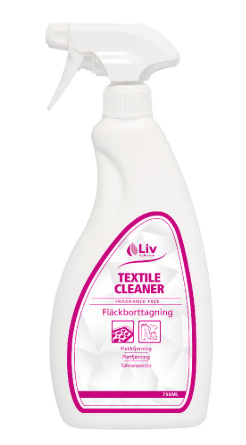 Liv
TEXTILE
CLEANER
FRAGRANCE FREE
Fläckborttagning
Flekkfjerning
Pletfjerning
Tahranpoisto
750ML